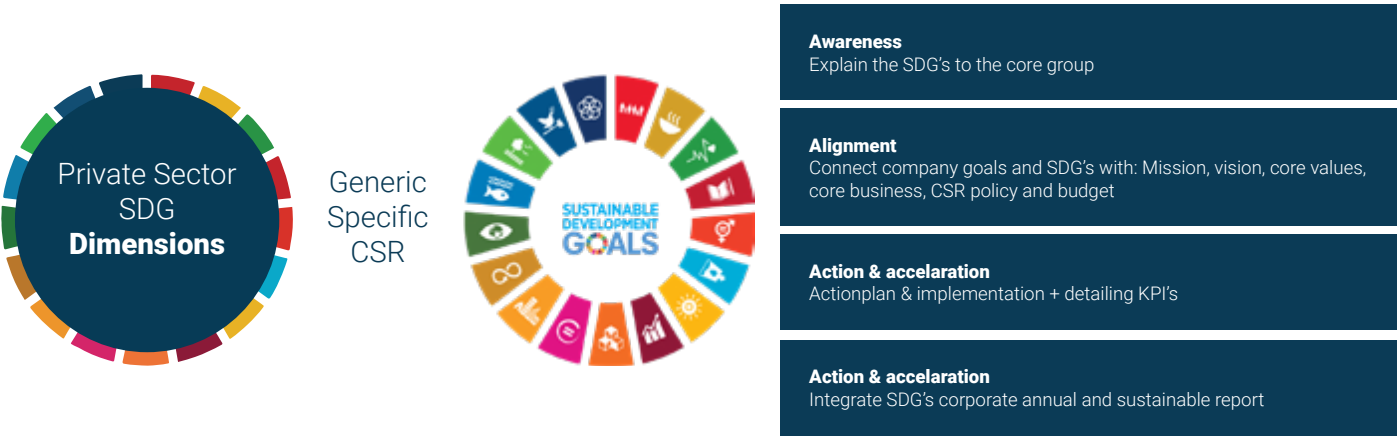 Private Sector
SDG
Dimensions
Generic
Specific
CSR
SUSTAINABLE
DEVELOPMENT
GOALS
Awareness
Explain the SDG's to the core group
Alignment
Connect company goals and SDG's with: Mission, vision, core values,
core business, CSR policy and budget
Action & accelaration
Actionplan & implementation + detailing KPI's
Action & accelaration
Integrate SDG's corporate annual and sustainable report